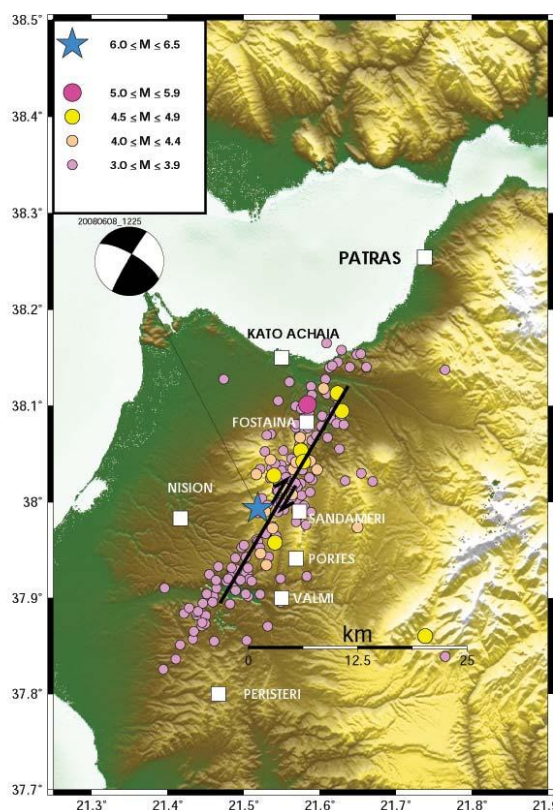 38.5°
6.0 ≤ M ≤ 6.5
5.0 ≤ M ≤ 5.9
4.5 ≤ M ≤ 4.9
4.0 ≤ M ≤ 4.4
3.0 ≤ M ≤ 3.9
38.4°
38.3°
20080608_1225
PATRAS
38.2°
KATO ACHAIA
38.1°
FOSTAINA
NISION
38°
SANDAMERI
PORTES
37.9°
VALMI
km
0 12.5 25
37.8°
PERISTERI
37.7°
21.3° 21.4° 21.5° 21.6° 21.7° 21.8° 21.9